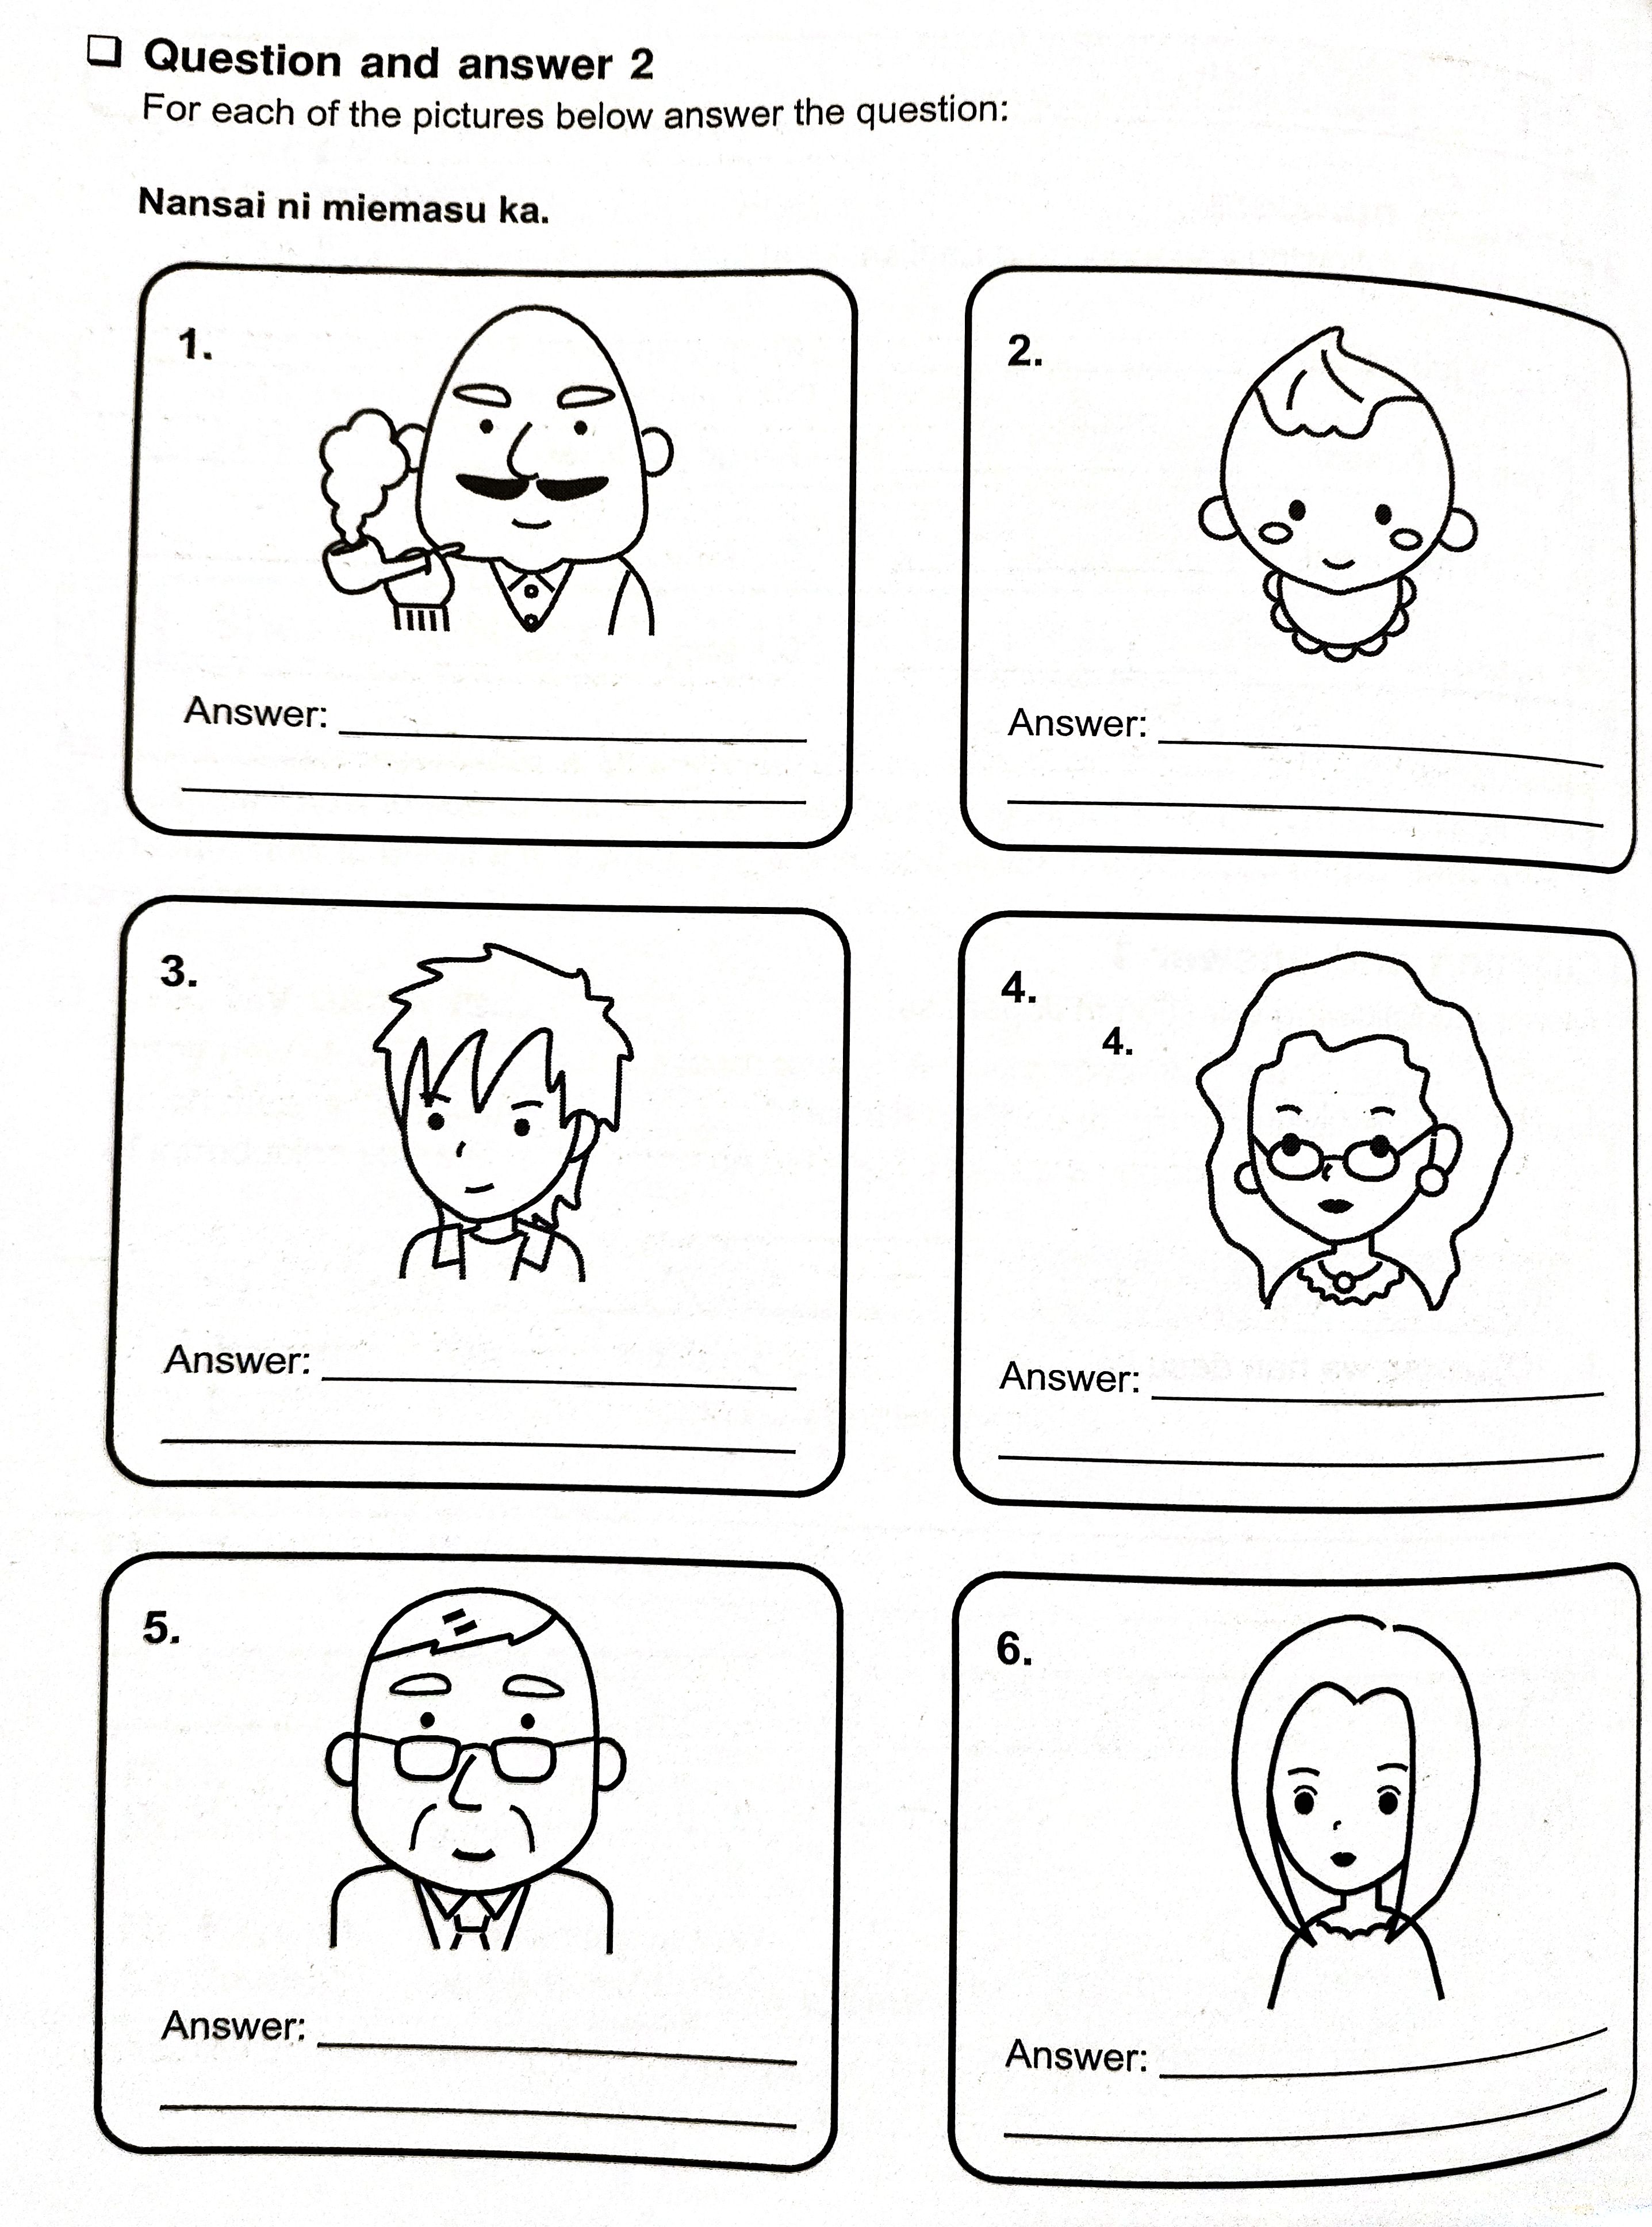 Question and answer 2
For each of the pictures below answer the question:
Nansai ni miemasu ka.
1.
Answer:
2.
Answer:
3.
Answer:
4.
4.
Answer:
5.
Answer:
6.
Answer: